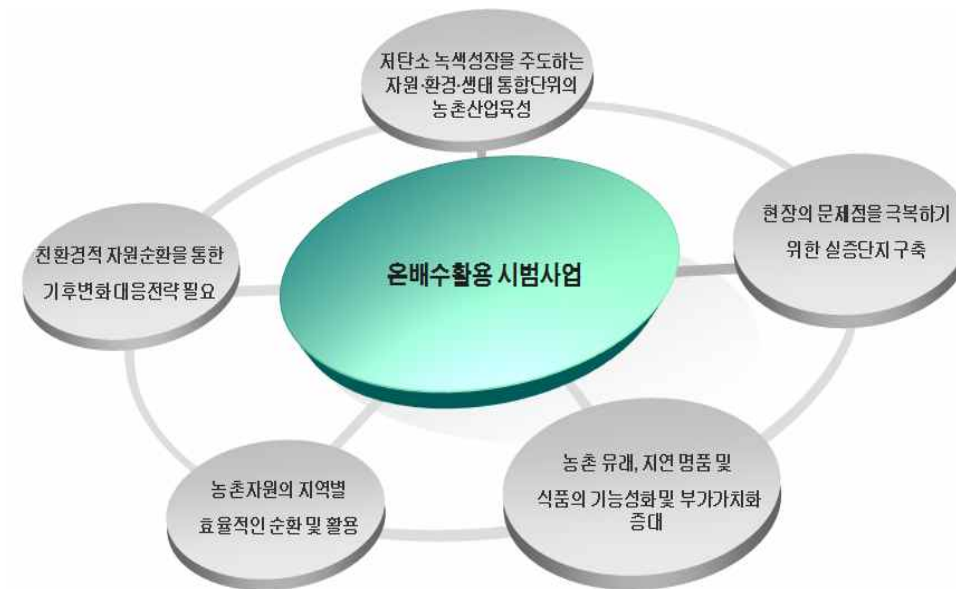 저탄소 녹색성장을 주도하는
자원·환경·생태 통합단위의
농촌산업육성
현장의 문제점을 극복하기
위한 실증단지 구축
친환경적 자원순환을 통한
기후변화대응전략 필요
온배수활용 시범사업
농촌 유래, 지연 명품 및
식품의 기능성화 및 부가가치화
증대
농촌자원의 지역별
효율적인 순환 및 활용